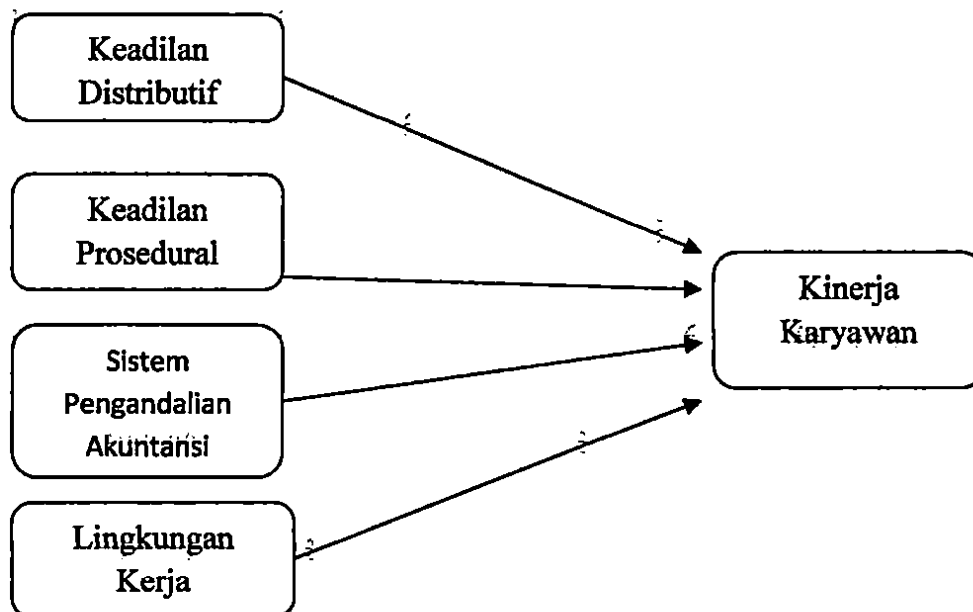 Keadilan
Distributif
Keadilan
Prosedural
Sistem
Pengandalian
Akuntansi
Lingkungan
Kerja
Kinerja
Karyawan